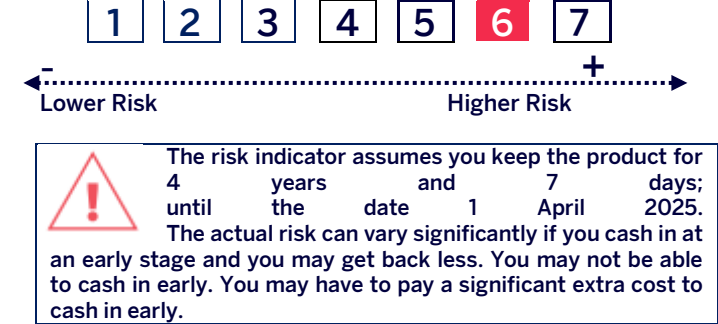 1 2 3 4 5 6 7
- +
Lower Risk Higher Risk
The risk indicator assumes you keep the product for
4 years and 7 days;
until the date 1 April 2025.
The actual risk can vary significantly if you cash in at
an early stage and you may get back less. You may not be able
to cash in early. You may have to pay a significant extra cost to
cash in early.